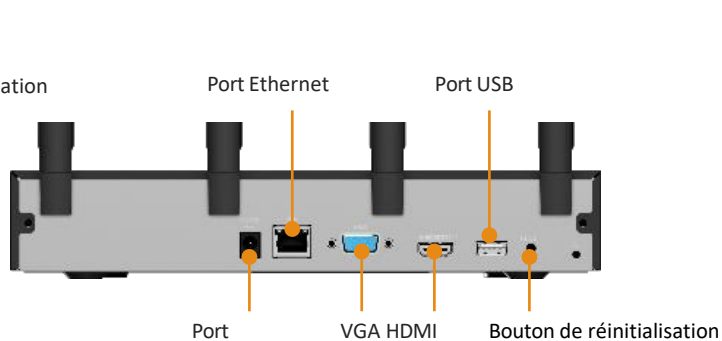 ation
Port Ethernet
Port USB
Port
VGA HDMI
Bouton de réinitialisation